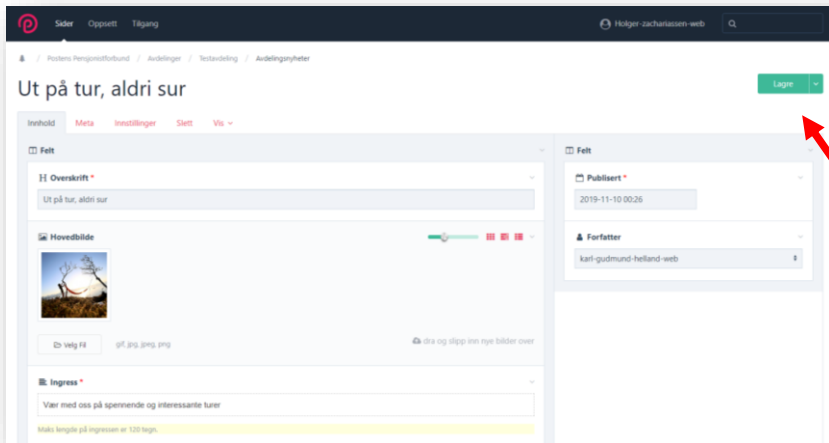 Sider Oppsett Tilgang Holger-zachariassen-web
/ Postens Pensjonistforbund / Avdelinger / Testavdeling / Avdelingsnyheter
Ut på tur, aldri sur
Lagre
Innhold Meta Innstillinger Slett Vis
Felt
H Overskrift *
Ut på tur, aldri sur
Hovedbilde
Velg Fil gif, jpg, jpeg, png
dra og slipp inn nye bilder over
Ingress *
Vær med oss på spennende og interessante turer
Maks lengde på ingressen er 120 tegn.
Felt
Publisert *
2019-11-10 00:26
Forfatter
karl-gudmund-helland-web